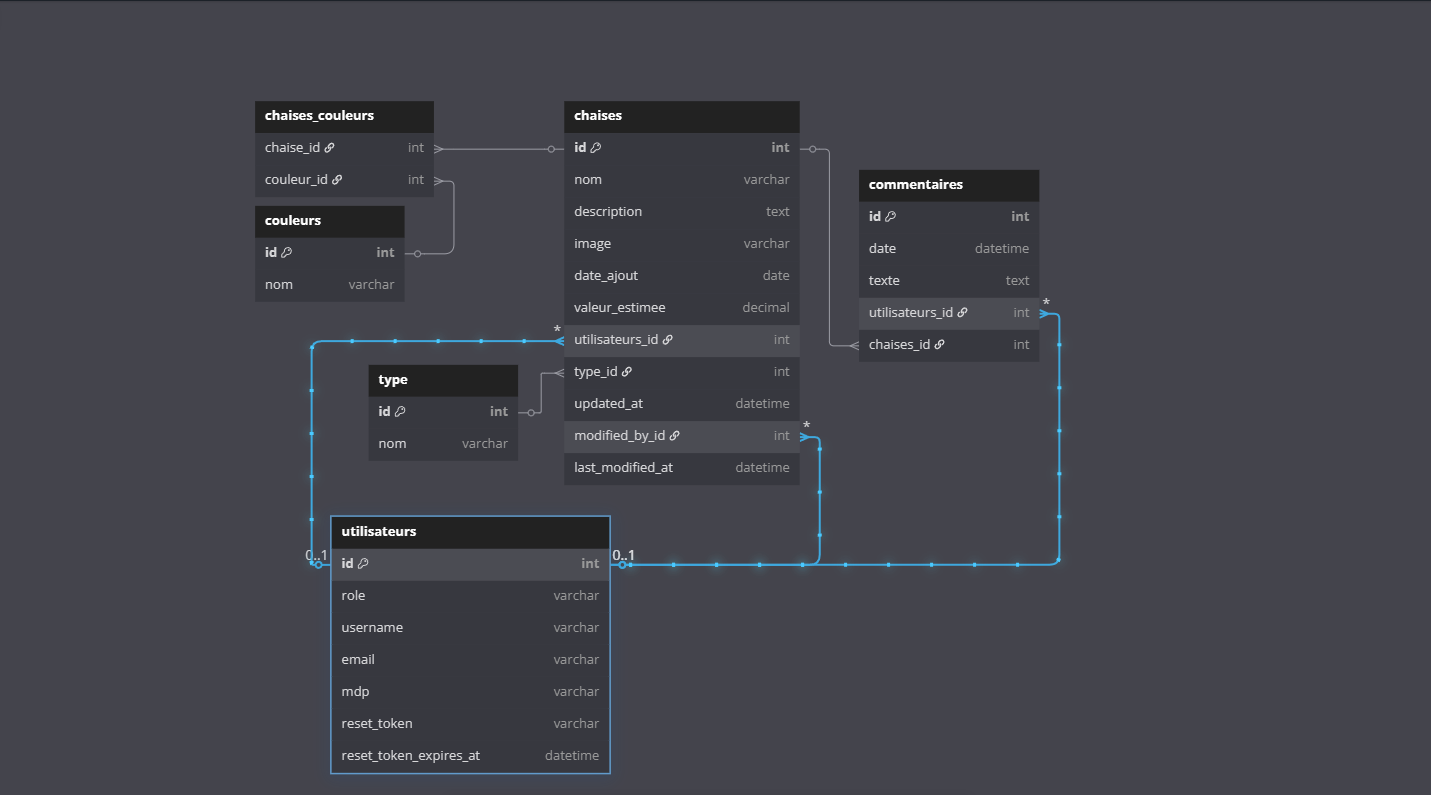 chaises_couleurs
chaise_id int
couleur_id int
couleurs
id int
nom varchar
chaises
id int
nom varchar
description text
image varchar
date_ajout date
valeur_estimee decimal
* utilisateurs_id int
type_id int
updated_at datetime
modified_by_id int *
last_modified_at datetime
commentaires
id int
date datetime
texte text
utilisateurs_id int *
chaises_id int
type
id int
nom varchar
utilisateurs
0..1 id int 0..1
role varchar
username varchar
email varchar
mdp varchar
reset_token varchar
reset_token_expires_at datetime